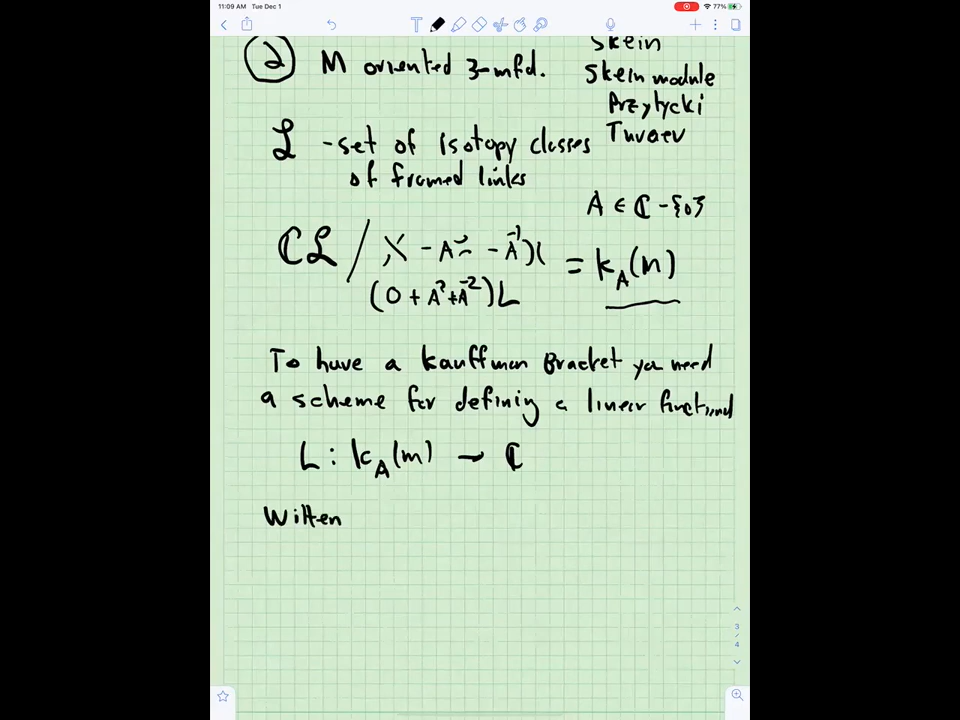 11:09 AM Tue Dec 1
77%
Skein
② M oriented 3-mfd.
Skein module
Przytycki
Turaev
ℒ - set of isotopy classes
of framed links
A ∈ ℂ - {0}
ℂℒ / - A ≍ - A⁻¹ )(
(O + A² + A⁻²) L
= K_A(M)
To have a Kauffman Bracket you need
a scheme for defining a linear functional
L : K_A(M) → ℂ
Witten
3
/
4